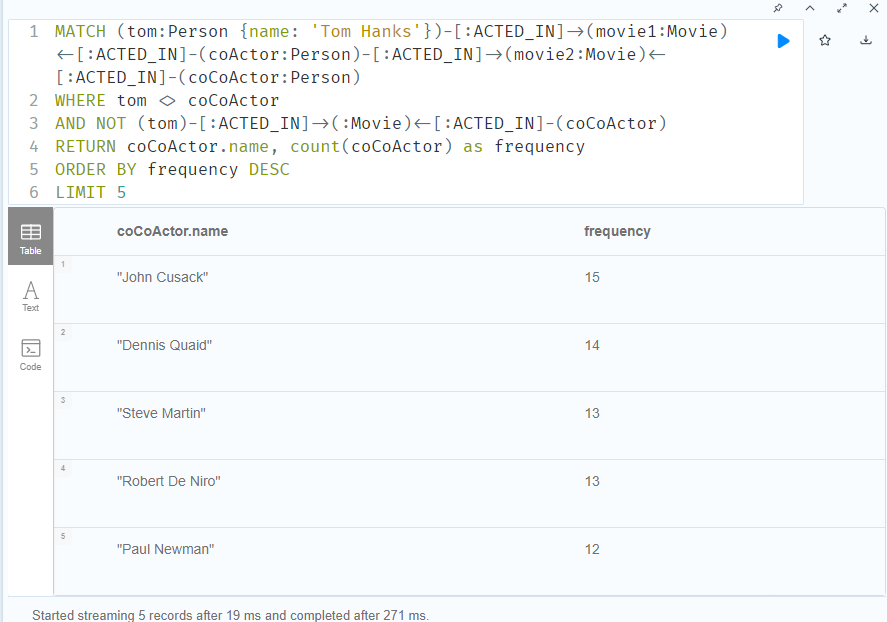 1 MATCH (tom:Person {name: 'Tom Hanks'})-[:ACTED_IN]→(movie1:Movie)
←[:ACTED_IN]-(coActor:Person)-[:ACTED_IN]→(movie2:Movie)←
[:ACTED_IN]-(coCoActor:Person)
2 WHERE tom <> coCoActor
3 AND NOT (tom)-[:ACTED_IN]→(:Movie)←[:ACTED_IN]-(coCoActor)
4 RETURN coCoActor.name, count(coCoActor) as frequency
5 ORDER BY frequency DESC
6 LIMIT 5
Table
Text
Code
coCoActor.name frequency
1 "John Cusack" 15
2 "Dennis Quaid" 14
3 "Steve Martin" 13
4 "Robert De Niro" 13
5 "Paul Newman" 12
Started streaming 5 records after 19 ms and completed after 271 ms.